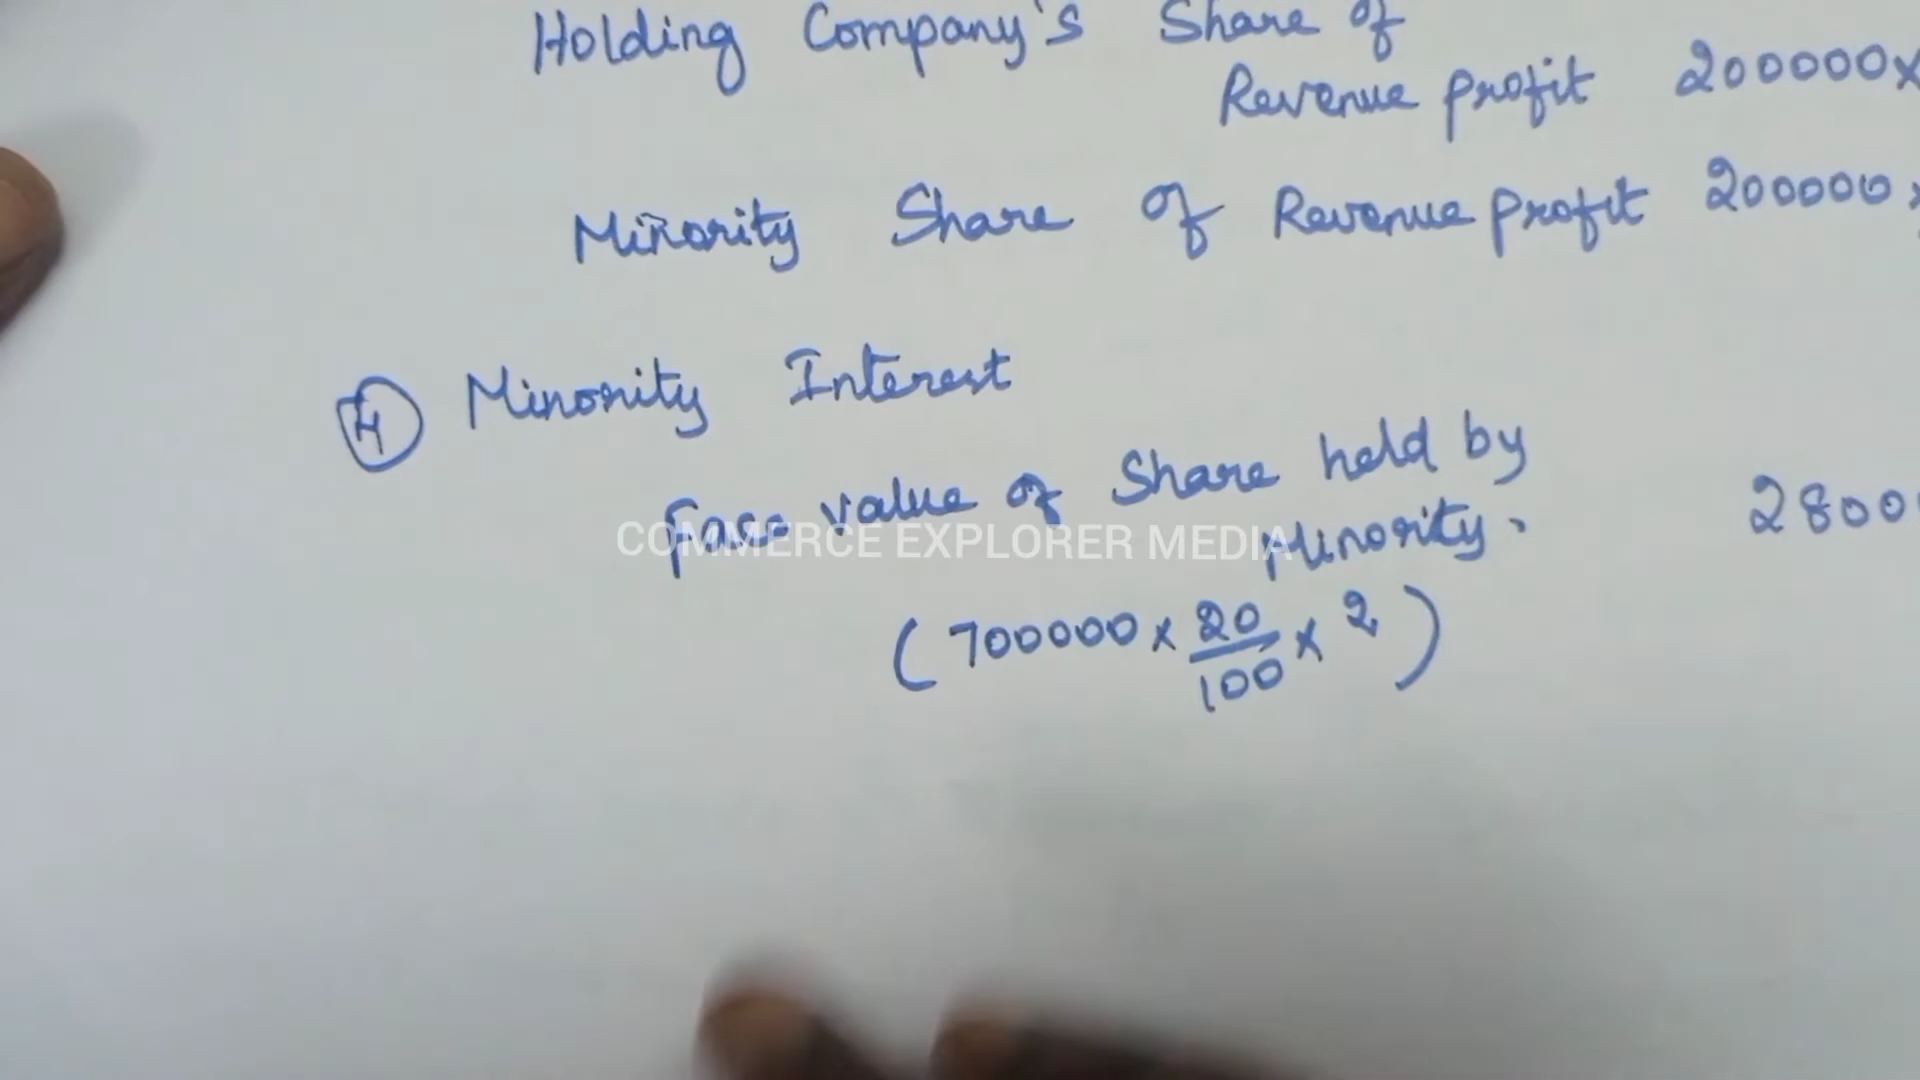 Holding Company's Share of
Revenue profit 200000×
Minority Share of Revenue profit 200000×
4 Minority Interest
Face value of Share held by
Minority.
2800
(700000 × 20/100 × 2)
COMMERCE EXPLORER MEDIA